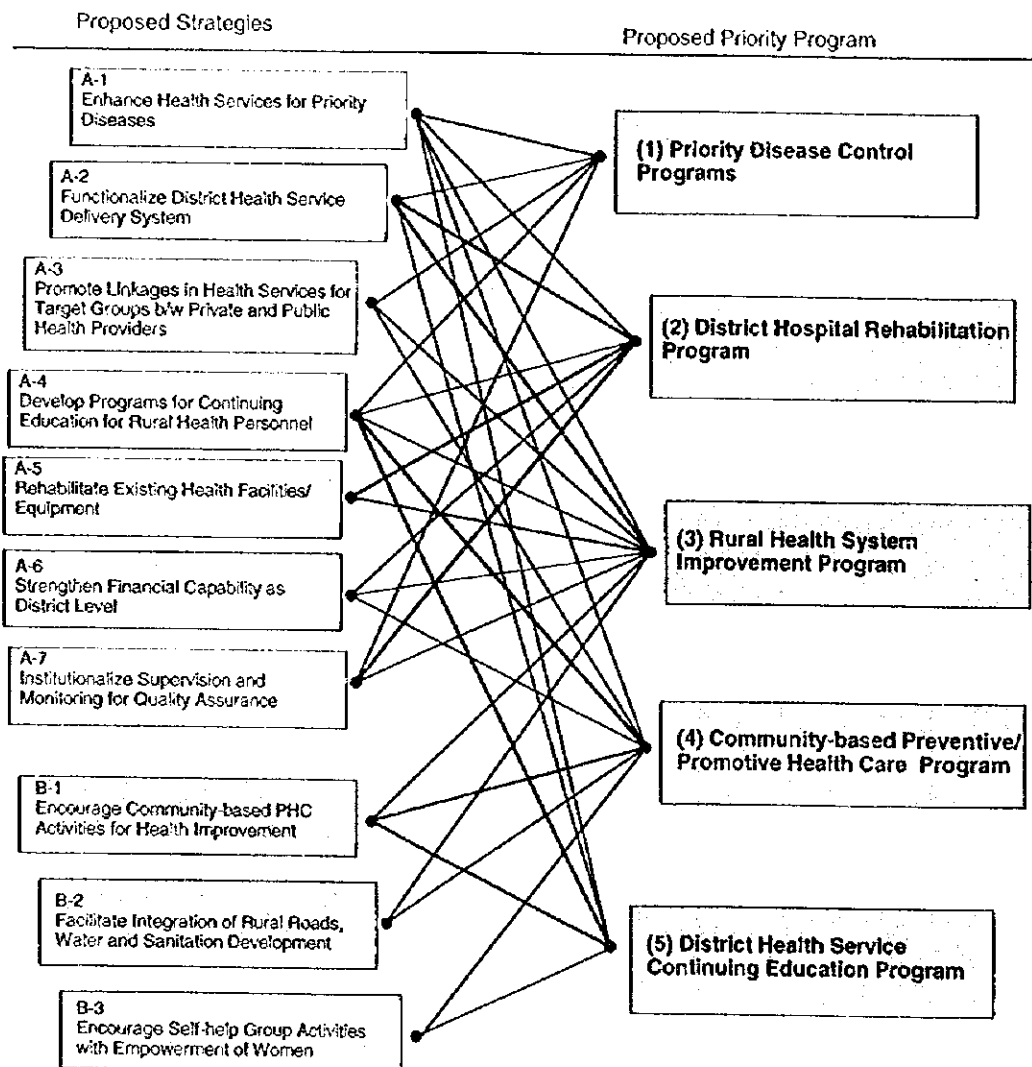 Proposed Strategies
Proposed Priority Program
A-1
Enhance Health Services for Priority
Diseases
A-2
Functionalize District Health Service
Delivery System
A-3
Promote Linkages in Health Services for
Target Groups b/w Private and Public
Health Providers
A-4
Develop Programs for Continuing
Education for Rural Health Personnel
A-5
Rehabilitate Existing Health Facilities/
Equipment
A-6
Strengthen Financial Capability as
District Level
A-7
Institutionalize Supervision and
Monitoring for Quality Assurance
B-1
Encourage Community-based PHC
Activities for Health Improvement
B-2
Facilitate Integration of Rural Roads,
Water and Sanitation Development
B-3
Encourage Self-help Group Activities
with Empowerment of Women
(1) Priority Disease Control
Programs
(2) District Hospital Rehabilitation
Program
(3) Rural Health System
Improvement Program
(4) Community-based Preventive/
Promotive Health Care Program
(5) District Health Service
Continuing Education Program